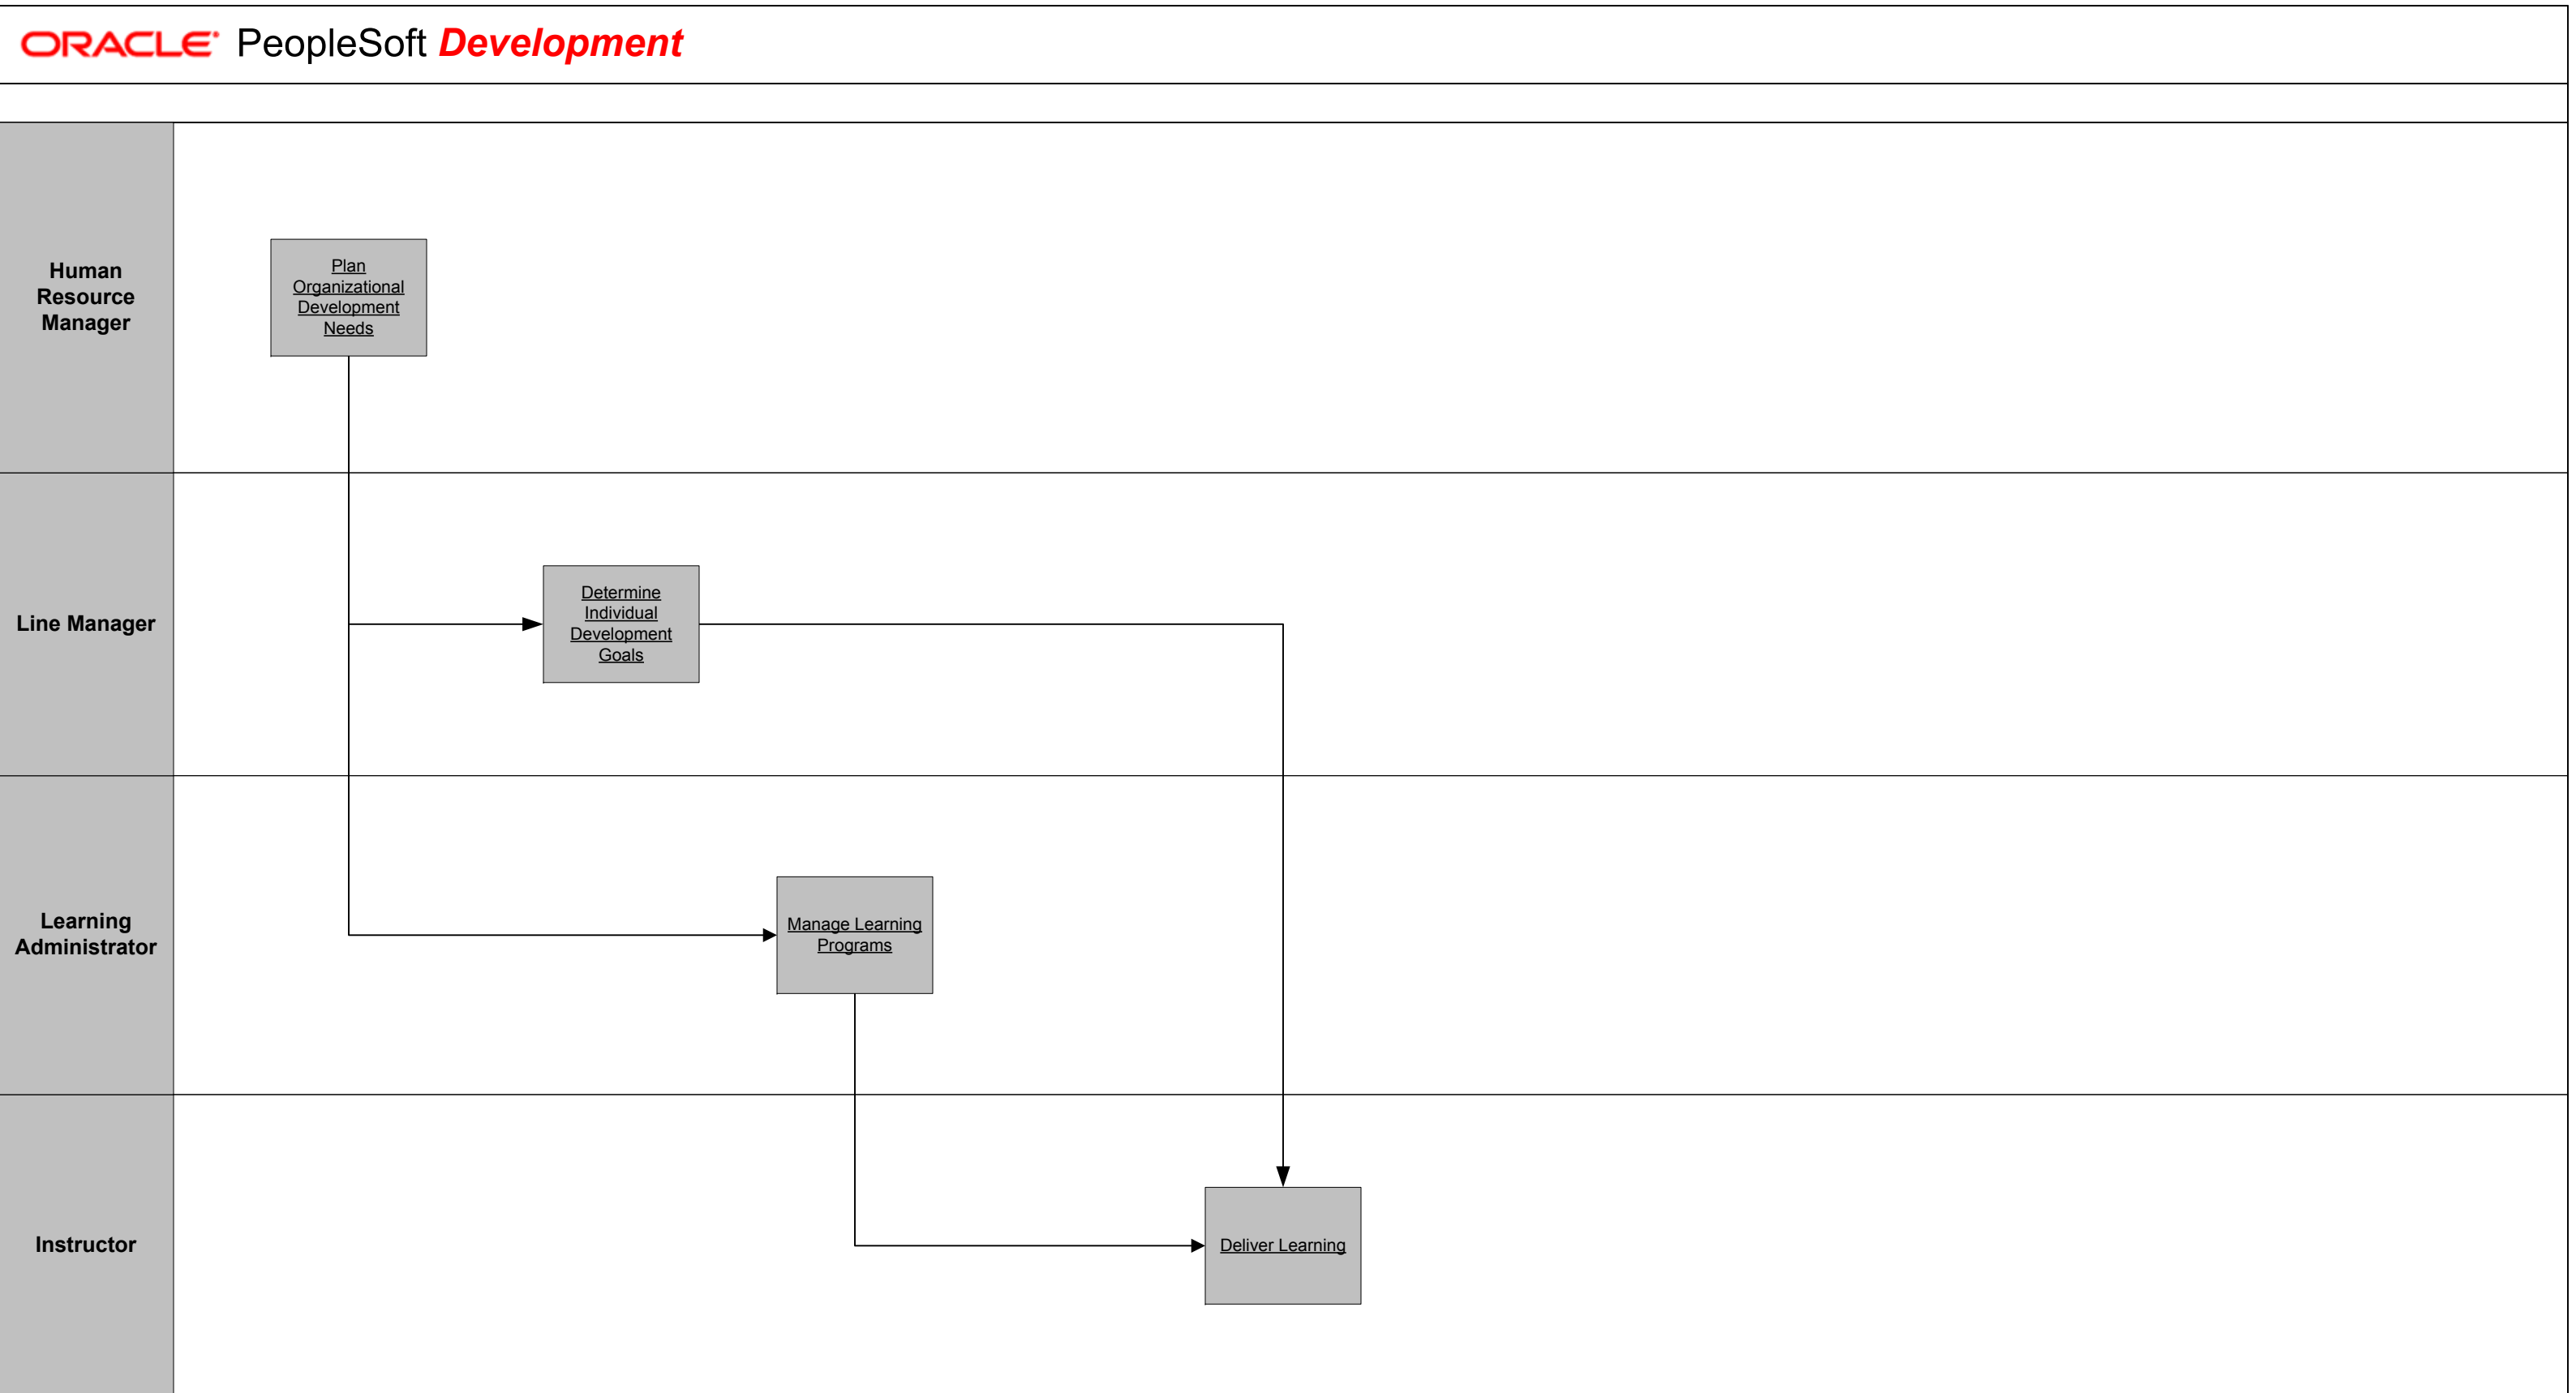 ORACLE® PeopleSoft Development
Human
Resource
Manager
Plan
Organizational
Development
Needs
Line Manager
Determine
Individual
Development
Goals
Learning
Administrator
Manage Learning
Programs
Instructor
Deliver Learning